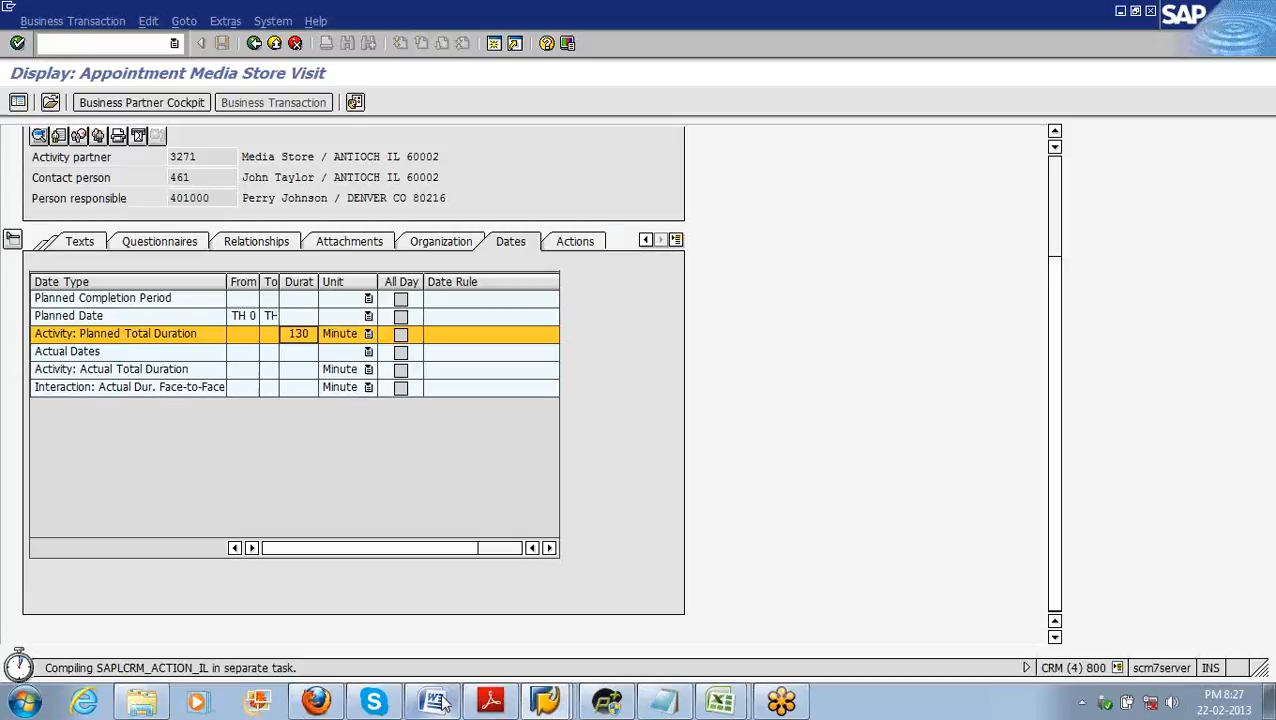 Business Transaction Edit Goto Extras System Help
SAP
Display: Appointment Media Store Visit
Business Partner Cockpit Business Transaction
Activity partner 3271 Media Store / ANTIOCH IL 60002
Contact person 461 John Taylor / ANTIOCH IL 60002
Person responsible 401000 Perry Johnson / DENVER CO 80216
Texts Questionnaires Relationships Attachments Organization Dates Actions
Date Type From To Durat Unit All Day Date Rule
Planned Completion Period
Planned Date TH 0 TH
Activity: Planned Total Duration 130 Minute
Actual Dates
Activity: Actual Total Duration Minute
Interaction: Actual Dur. Face-to-Face Minute
Compiling SAPLCRM_ACTION_IL in separate task. CRM (4) 800 scm7server INS
PM 8:27
22-02-2013